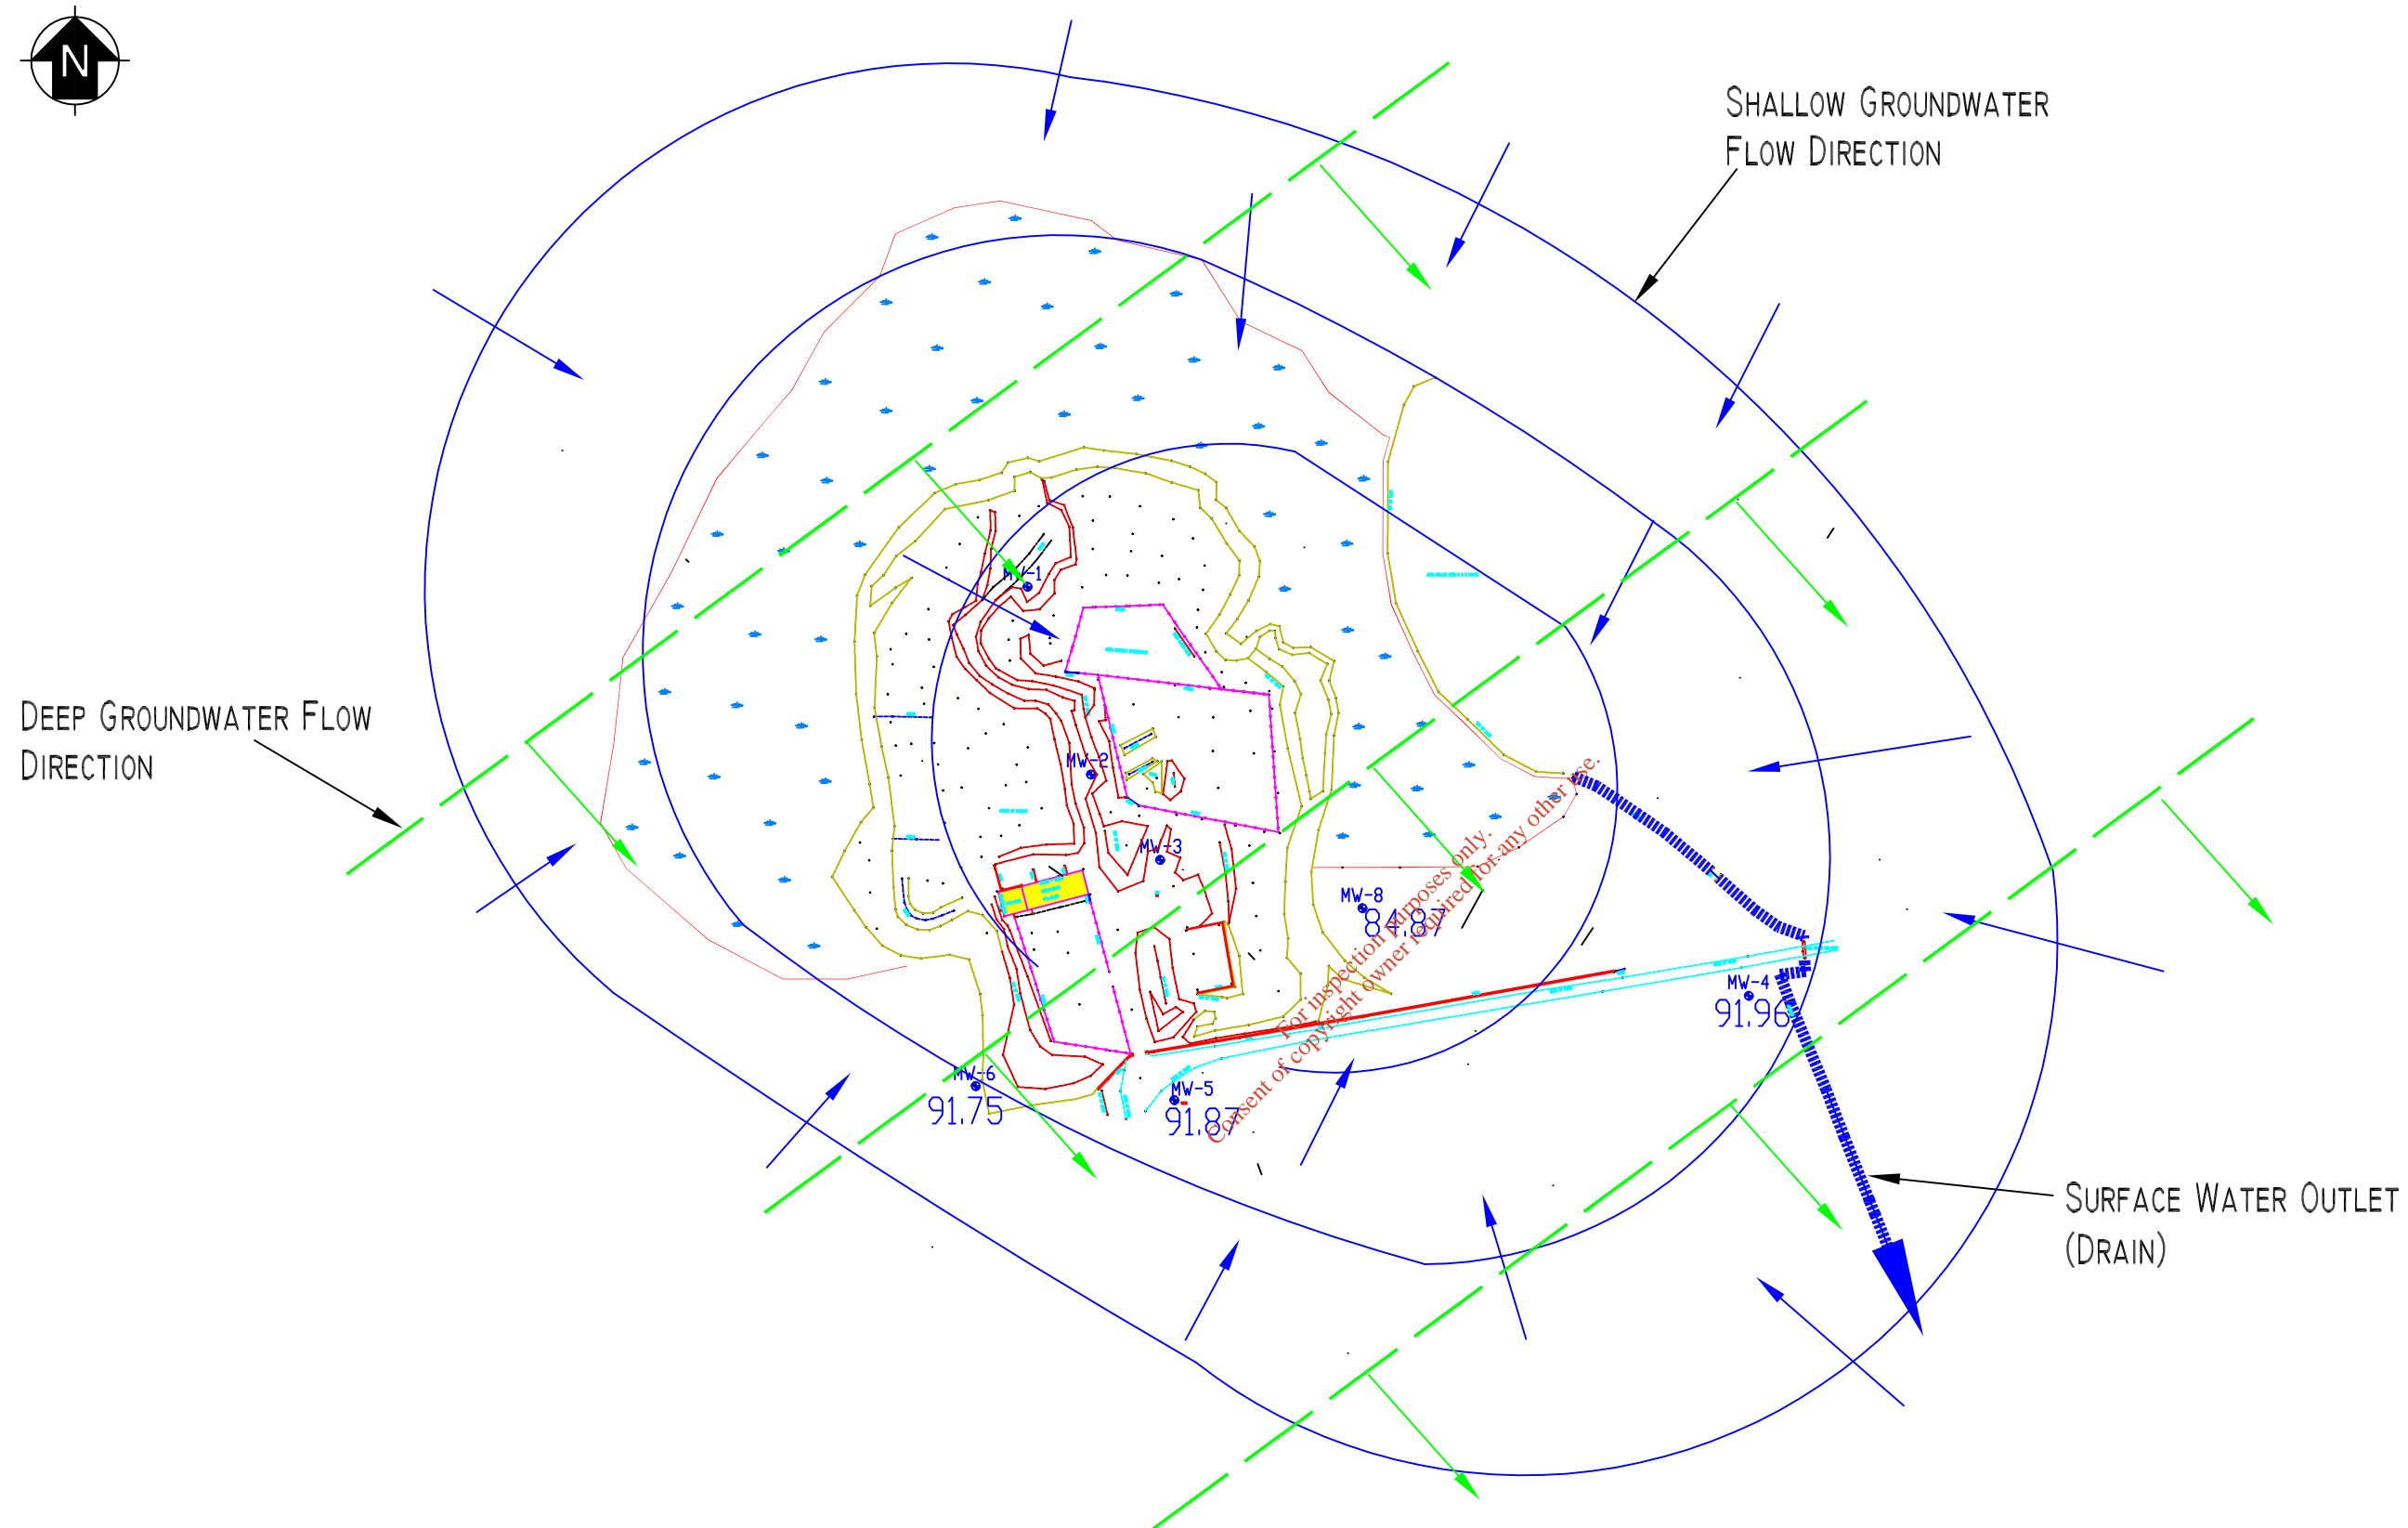 N
SHALLOW GROUNDWATER
FLOW DIRECTION
DEEP GROUNDWATER FLOW
DIRECTION
MW-1
MW-2
MW-3
MW-8
84.87
MW-4
91.96
MW-6
91.75
MW-5
91.87
For inspection purposes only.
Consent of copyright owner required for any other use.
SURFACE WATER OUTLET
(DRAIN)